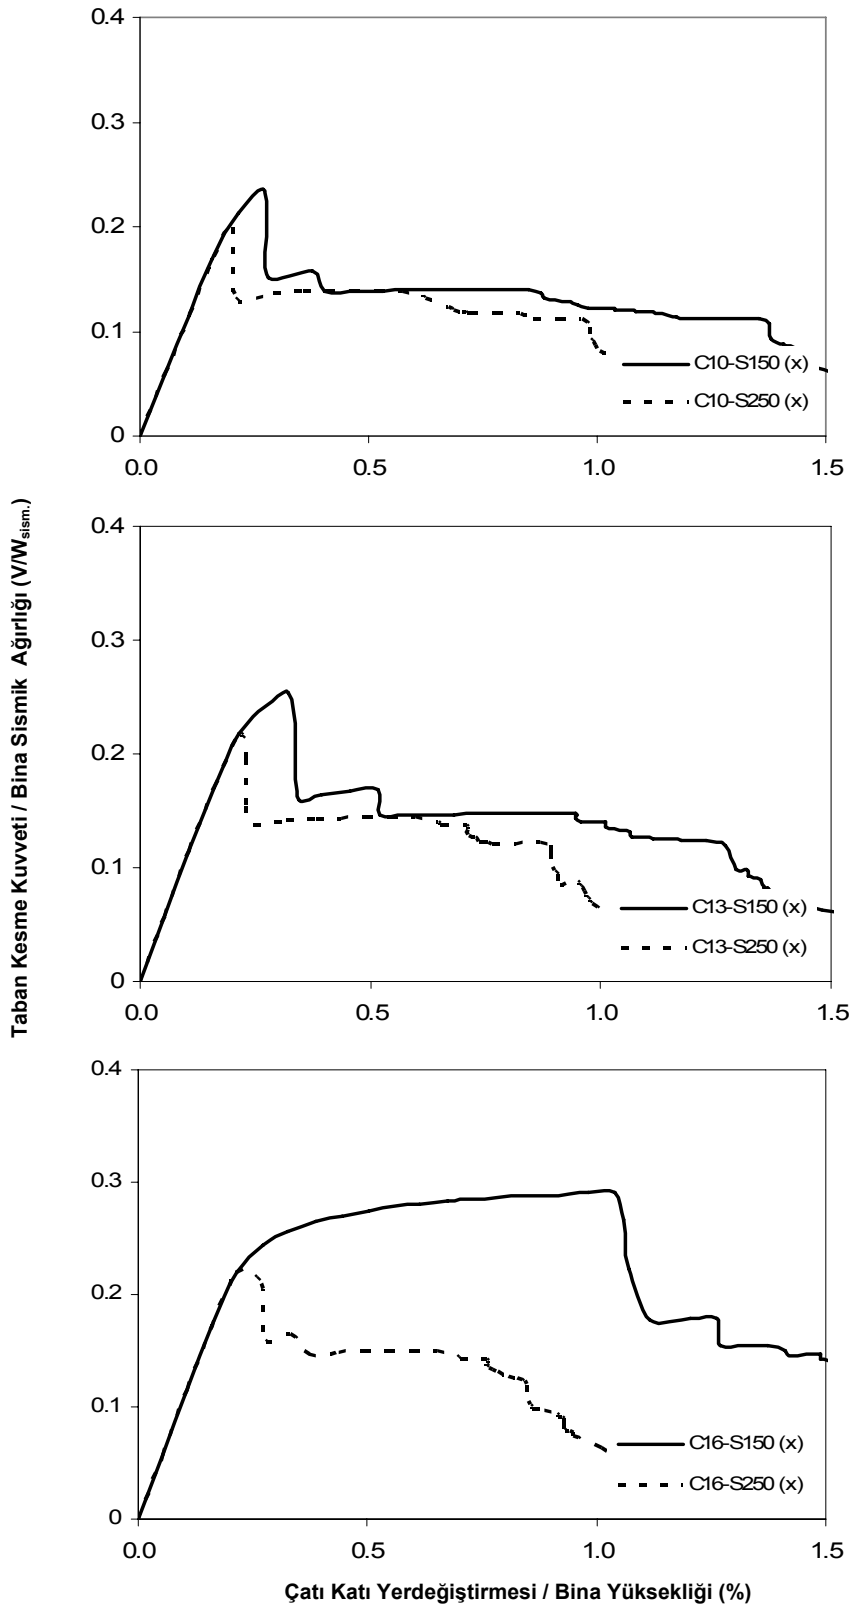 0.4
0.3
0.2
0.1
0
0.0 0.5 1.0 1.5
C10-S150 (x)
C10-S250 (x)
Taban Kesme Kuvveti / Bina Sismik Ağırlığı (V/Wsism.)
0.4
0.3
0.2
0.1
0
0.0 0.5 1.0 1.5
C13-S150 (x)
C13-S250 (x)
0.4
0.3
0.2
0.1
0
0.0 0.5 1.0 1.5
C16-S150 (x)
C16-S250 (x)
Çatı Katı Yerdeğiştirmesi / Bina Yüksekliği (%)